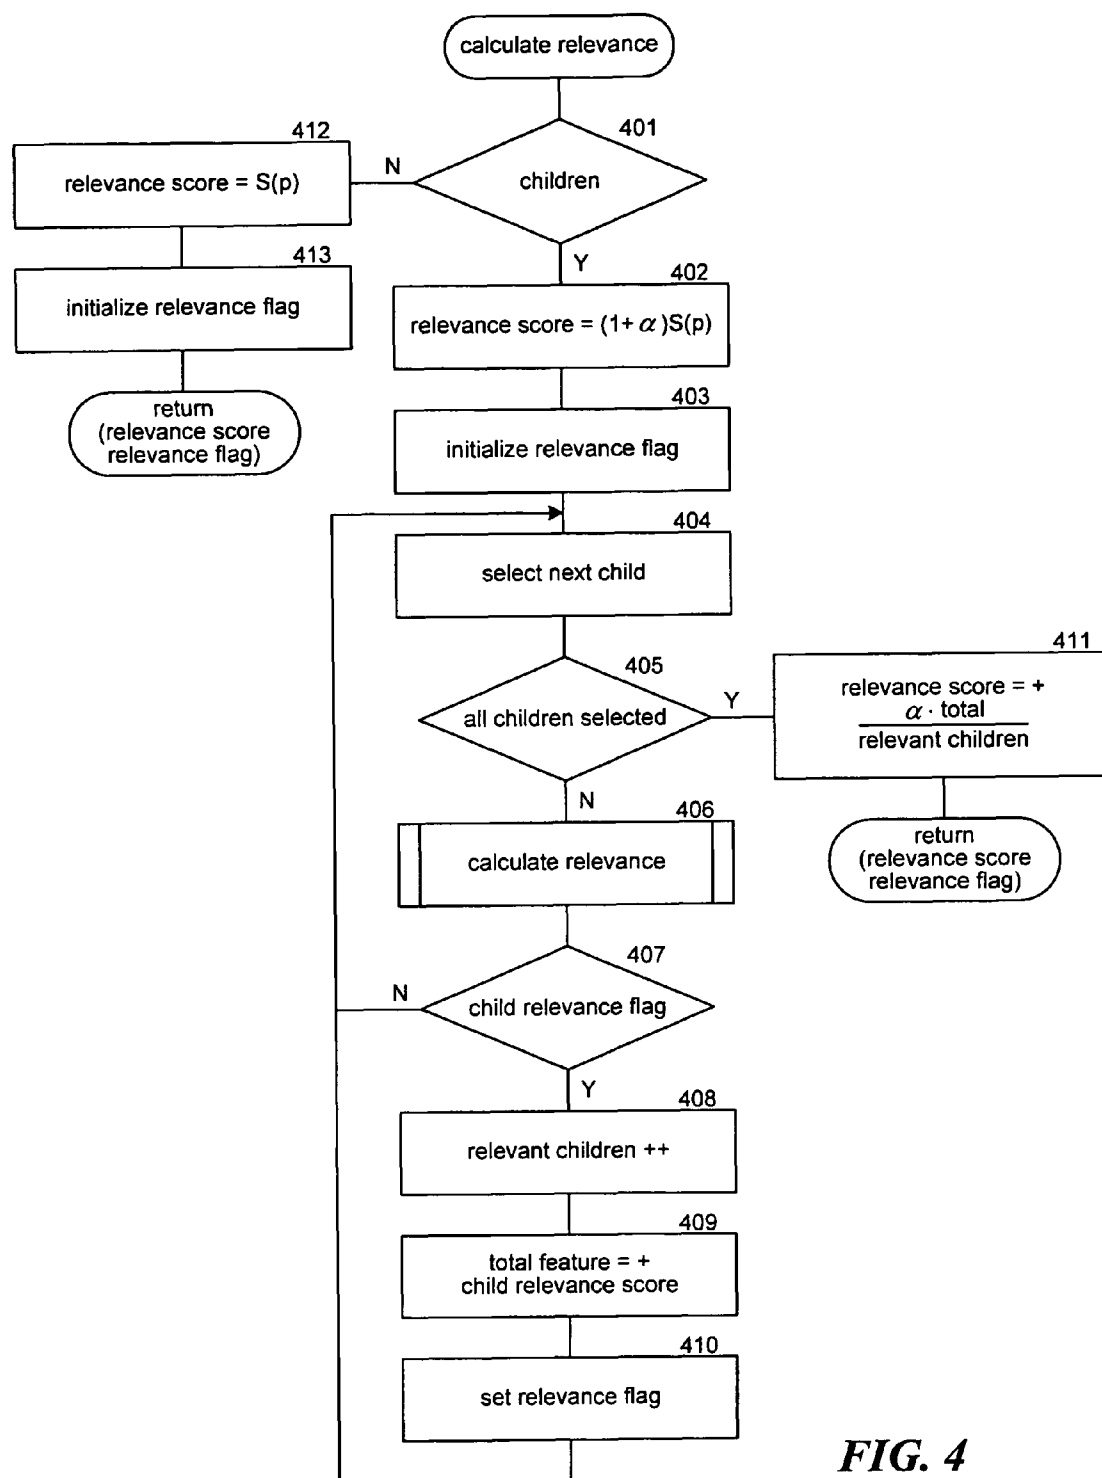 calculate relevance
401
children
N
Y
412
relevance score = S(p)
413
initialize relevance flag
return
(relevance score
relevance flag)
402
relevance score = (1+ α)S(p)
403
initialize relevance flag
404
select next child
405
all children selected
Y
N
411
relevance score = +
α · total
relevant children
return
(relevance score
relevance flag)
406
calculate relevance
407
child relevance flag
N
Y
408
relevant children ++
409
total feature = +
child relevance score
410
set relevance flag
FIG. 4